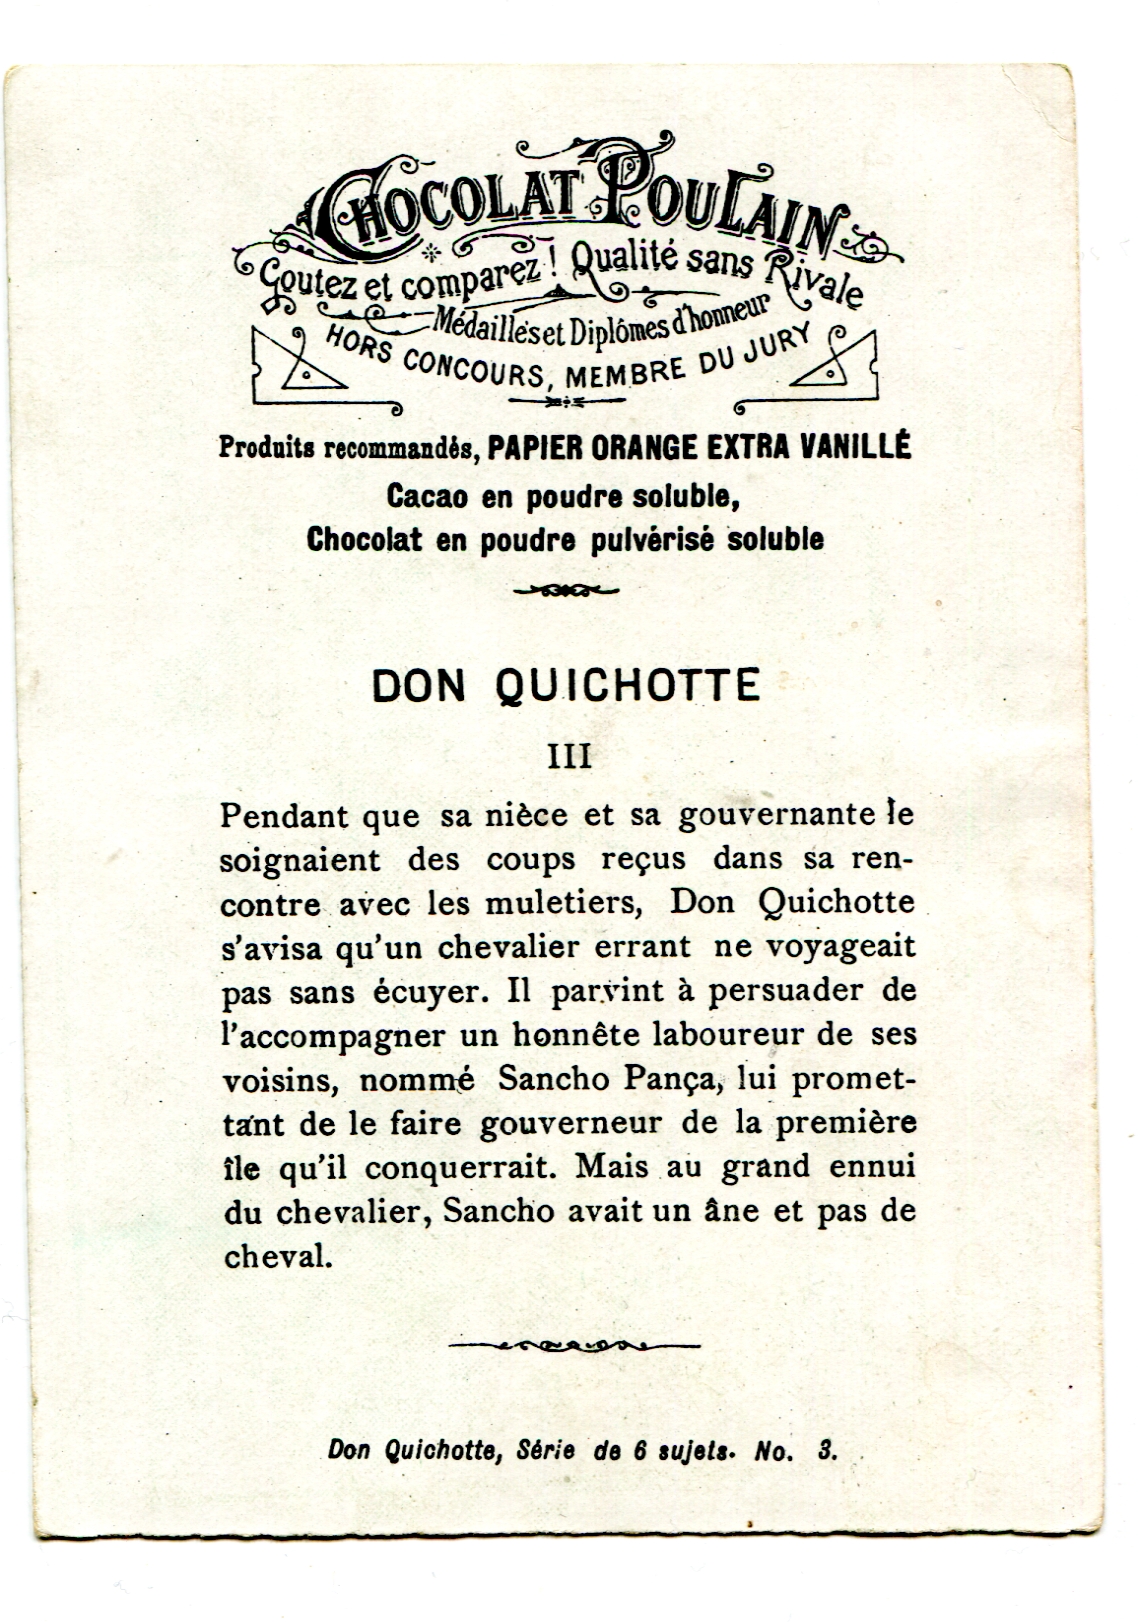 CHOCOLAT POULAIN
Goutez et comparez! Qualité sans Rivale
Médailles et Diplômes d'honneur
HORS CONCOURS, MEMBRE DU JURY
Produits recommandés, PAPIER ORANGE EXTRA VANILLÉ
Cacao en poudre soluble,
Chocolat en poudre pulvérisé soluble
DON QUICHOTTE
III
Pendant que sa nièce et sa gouvernante le
soignaient des coups reçus dans sa ren-
contre avec les muletiers, Don Quichotte
s'avisa qu'un chevalier errant ne voyageait
pas sans écuyer. Il parvint à persuader de
l'accompagner un honnête laboureur de ses
voisins, nommé Sancho Pança, lui promet-
tant de le faire gouverneur de la première
île qu'il conquerrait. Mais au grand ennui
du chevalier, Sancho avait un âne et pas de
cheval.
Don Quichotte, Série de 6 sujets. No. 3.